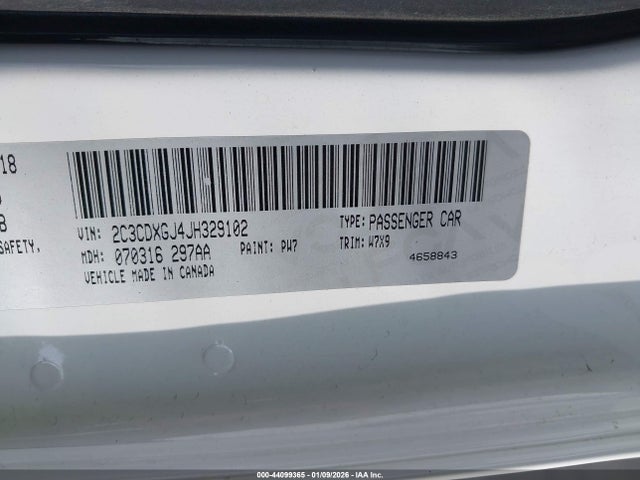 18
8
SAFETY,
VIN: 2C3CDXGJ4JH329102
TYPE: PASSENGER CAR
MDH: 070316 297AA
PAINT: PW7
TRIM: W7X9
VEHICLE MADE IN CANADA
4658843
000-44099365 - 01/09/2026 - IAA Inc.